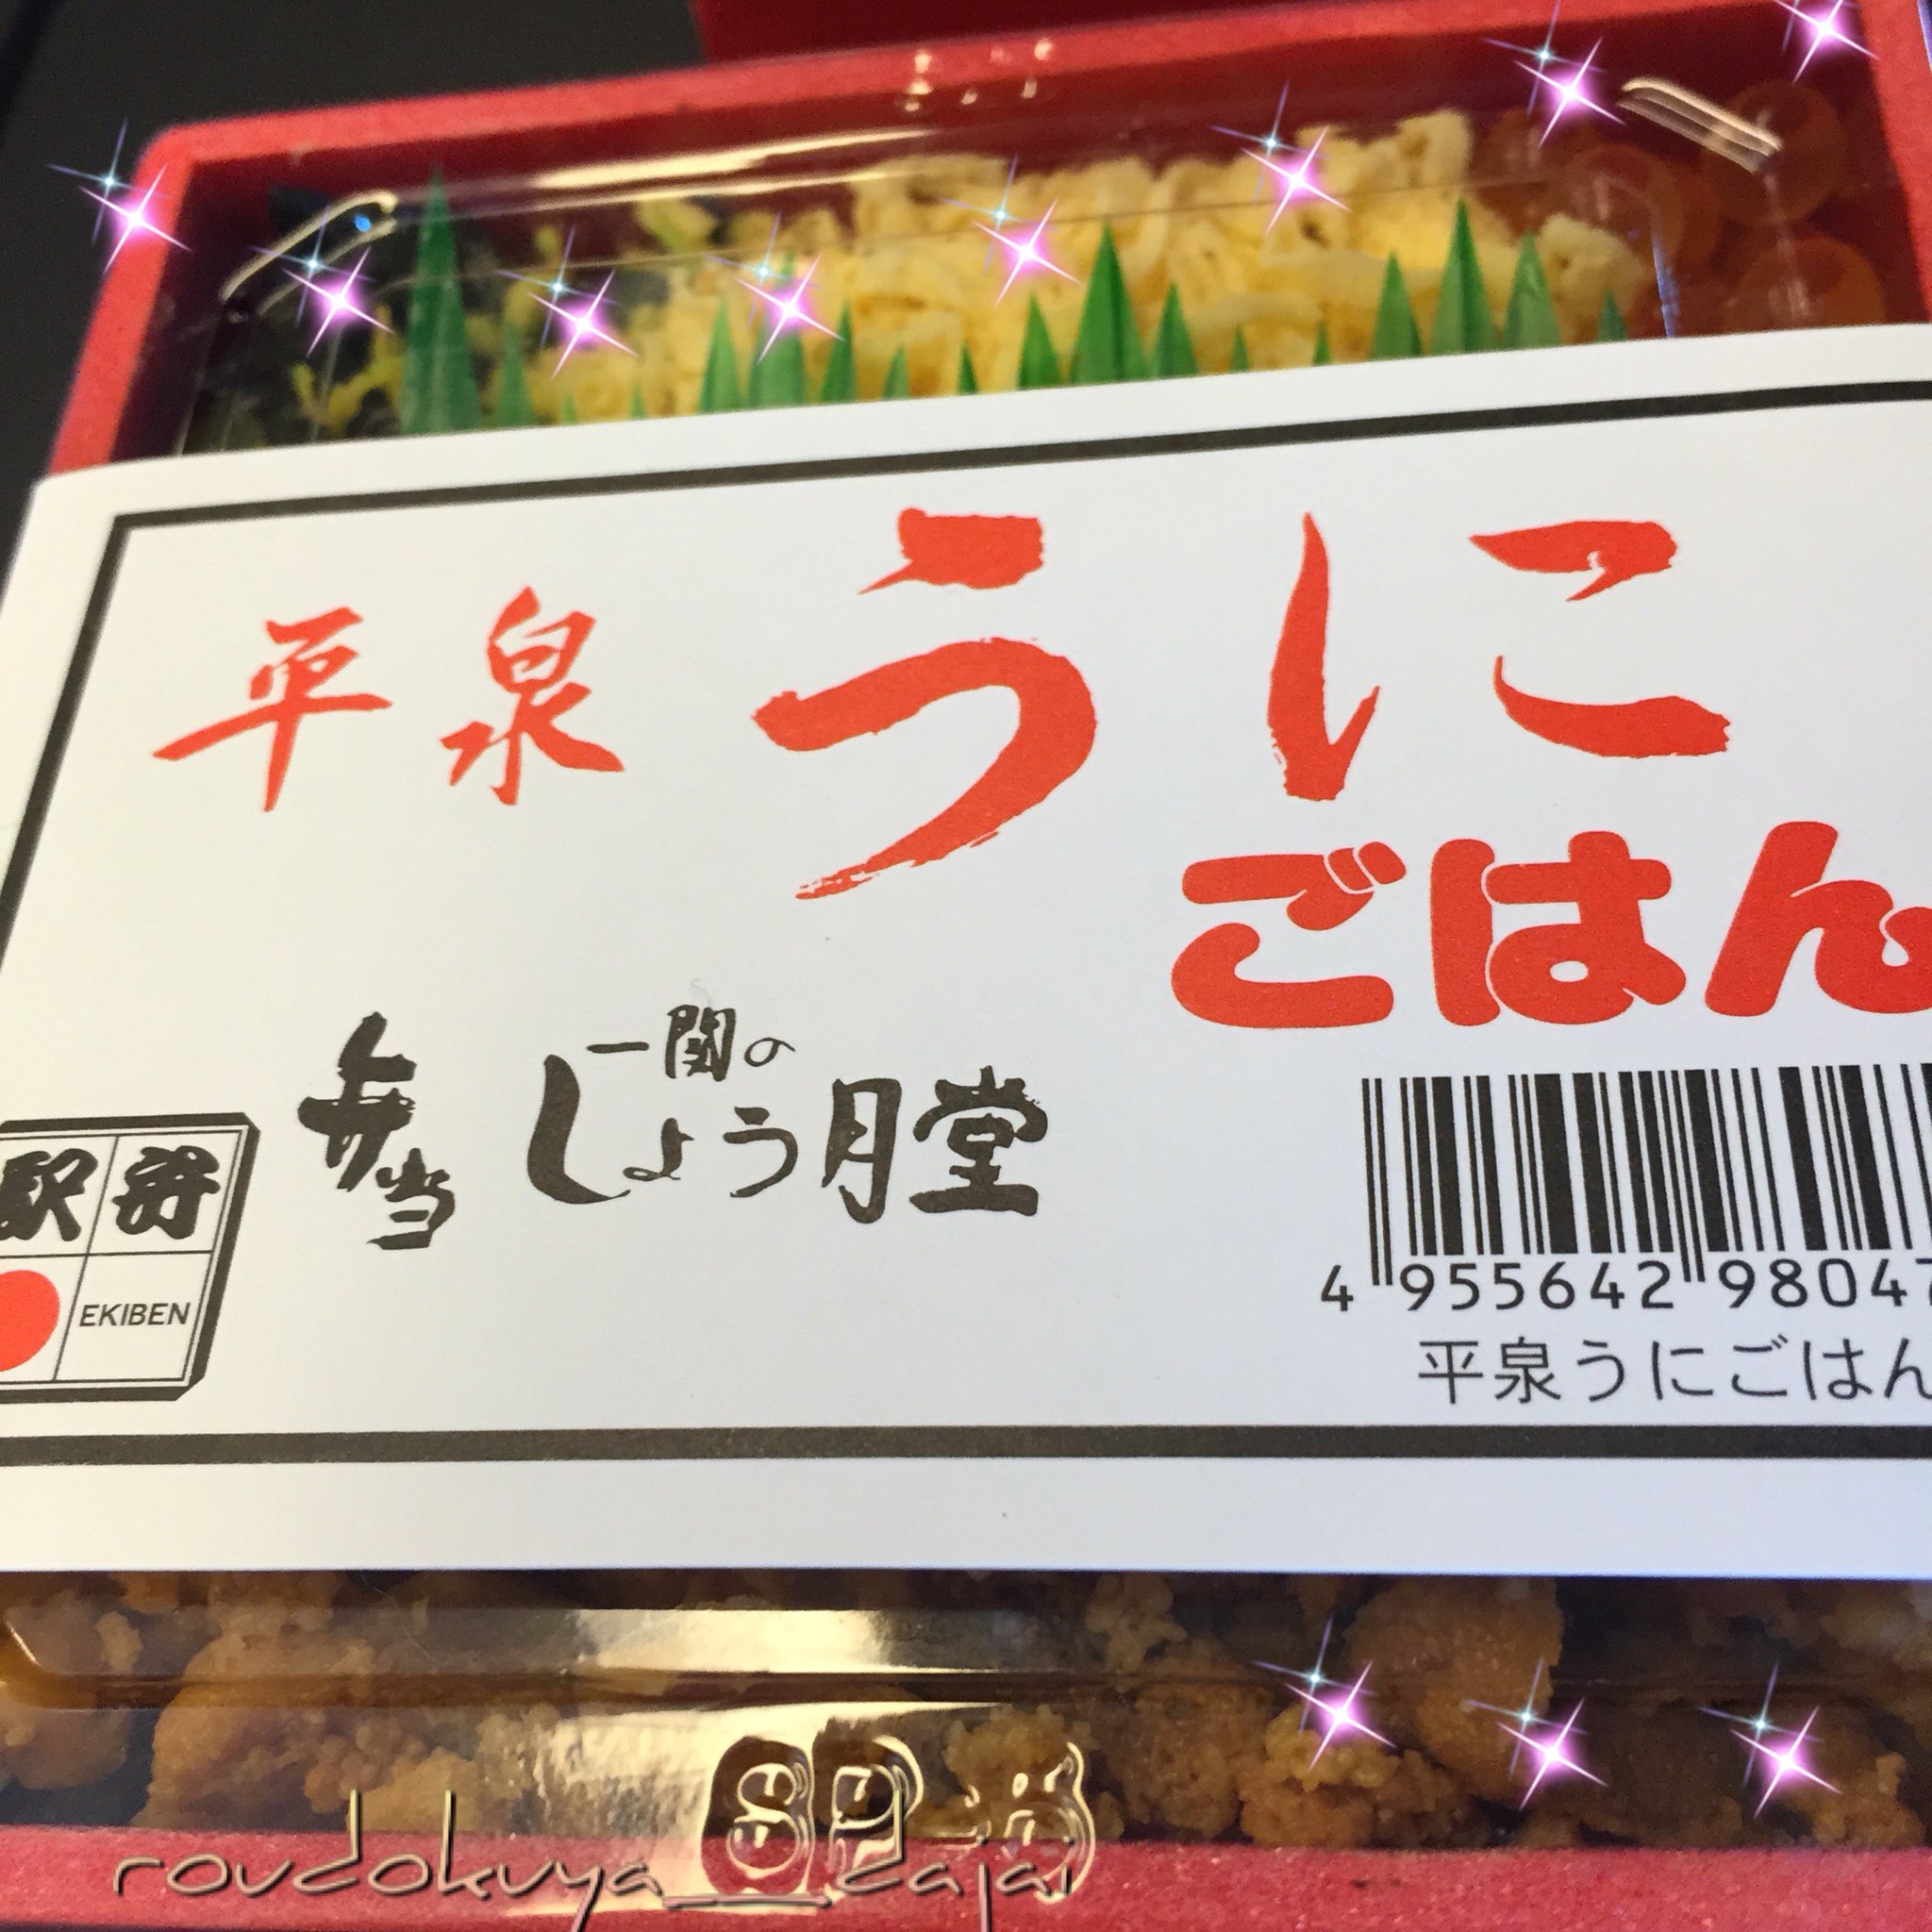 平泉 うに
ごはん
弁当 一関の
しょう月堂
駅弁
EKIBEN
4 955642 98047
平泉うにごはん
roudokuya__dajai